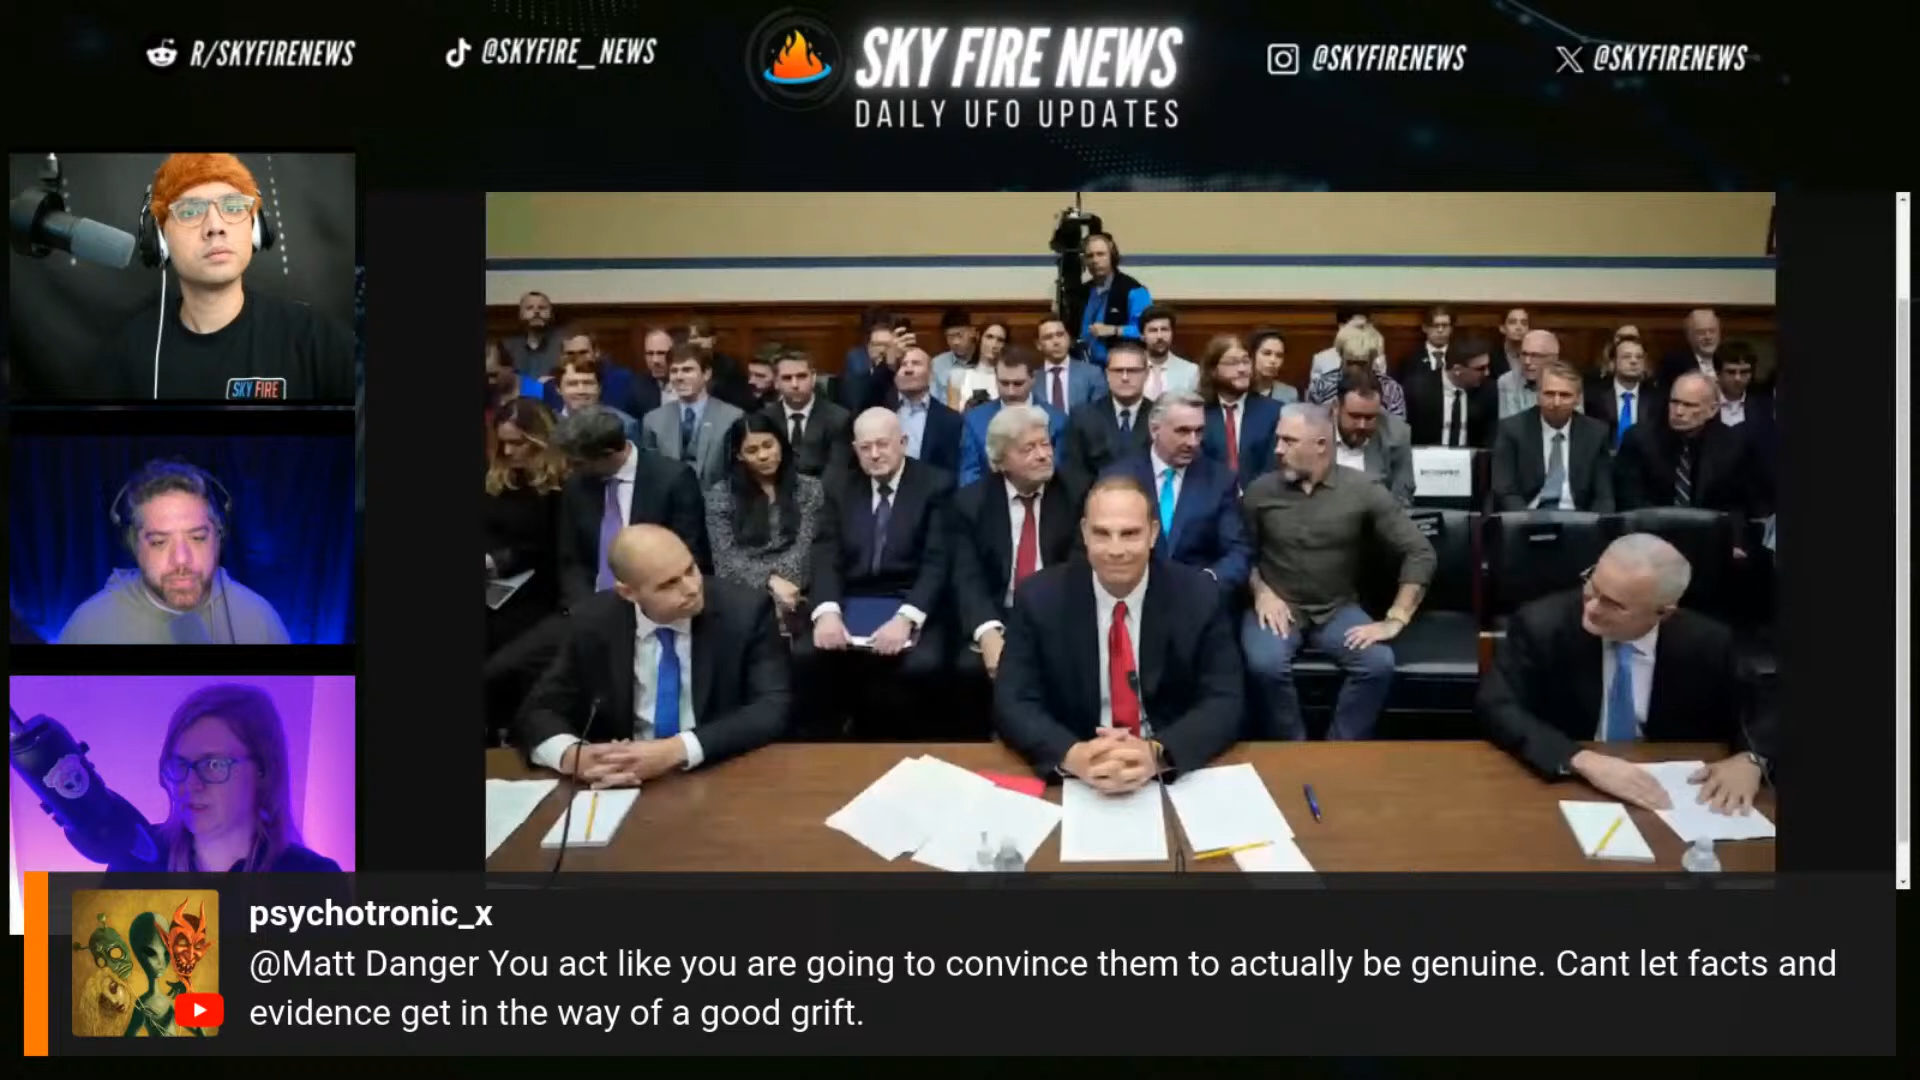 R/SKYFIRENEWS
@SKYFIRE_NEWS
SKY FIRE NEWS
DAILY UFO UPDATES
@SKYFIRENEWS
@SKYFIRENEWS
SKY FIRE
psychotronic_x
@Matt Danger You act like you are going to convince them to actually be genuine. Cant let facts and
evidence get in the way of a good grift.